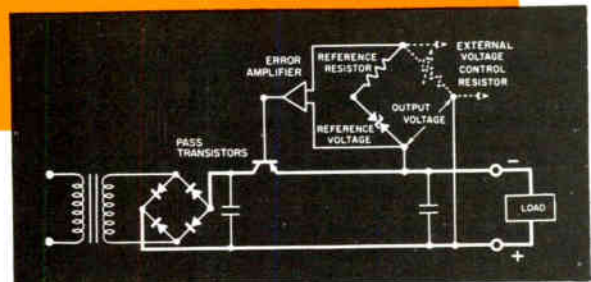 ERROR
AMPLIFIER
REFERENCE
RESISTOR
EXTERNAL
VOLTAGE
CONTROL
RESISTOR
OUTPUT
VOLTAGE
REFERENCE
VOLTAGE
PASS
TRANSISTORS
−
LOAD
+